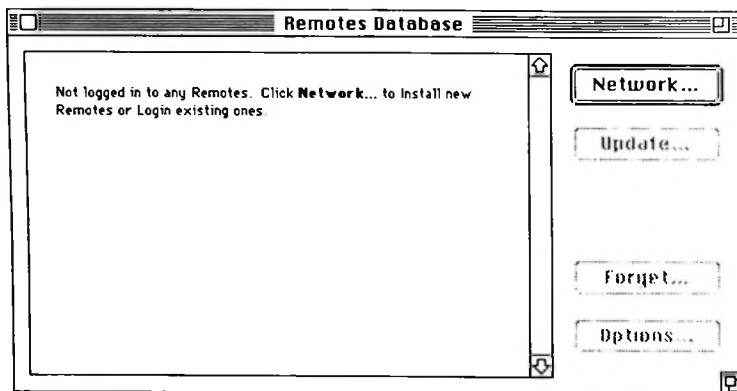 Remotes Database
Not logged in to any Remotes. Click Network... to Install new
Remotes or Login existing ones.
Network...
Update...
Forget...
Options...